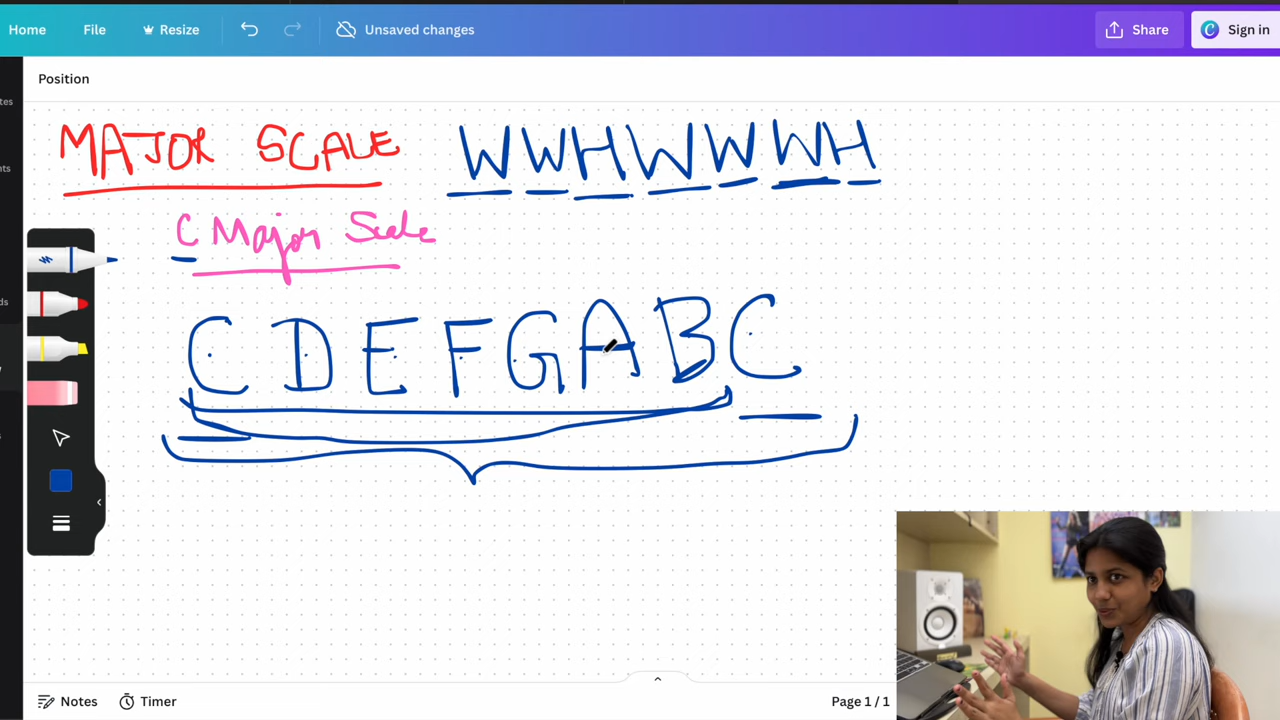 Home File Resize Unsaved changes Share Sign in
Position
MAJOR SCALE WWHWWWH
C Major Scale
C D E F G A B C
Notes Timer Page 1 / 1